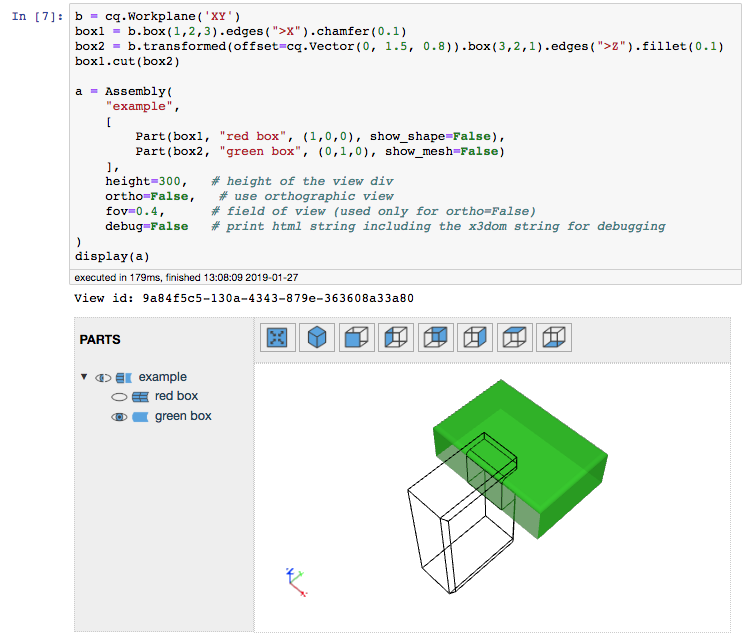 In [7]:
b = cq.Workplane('XY')
box1 = b.box(1,2,3).edges(">X").chamfer(0.1)
box2 = b.transformed(offset=cq.Vector(0, 1.5, 0.8)).box(3,2,1).edges(">Z").fillet(0.1)
box1.cut(box2)
a = Assembly(
"example",
[
Part(box1, "red box", (1,0,0), show_shape=False),
Part(box2, "green box", (0,1,0), show_mesh=False)
],
height=300,   # height of the view div
ortho=False,   # use orthographic view
fov=0.4,      # field of view (used only for ortho=False)
debug=False   # print html string including the x3dom string for debugging
)
display(a)
executed in 179ms, finished 13:08:09 2019-01-27
View id: 9a84f5c5-130a-4343-879e-363608a33a80
PARTS
example
red box
green box